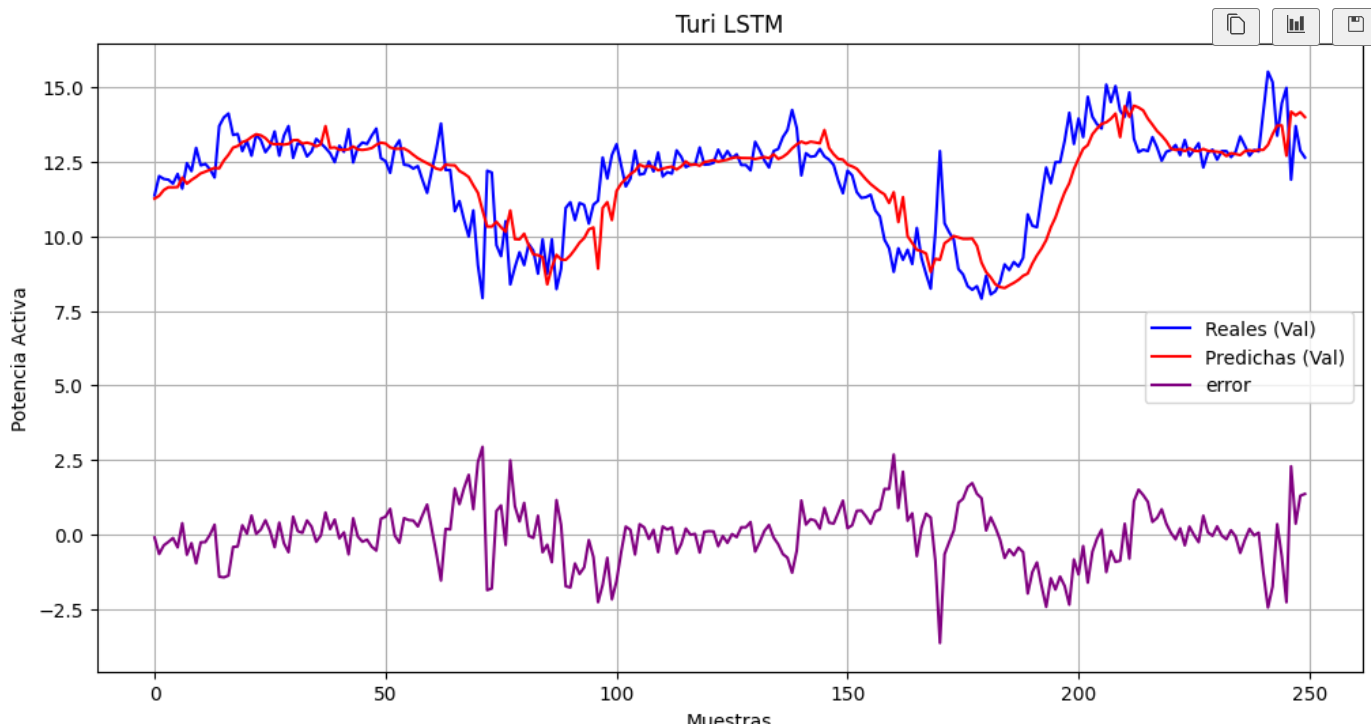 Turi LSTM
15.0
12.5
10.0
7.5
5.0
2.5
0.0
−2.5
Potencia Activa
Reales (Val)
Predichas (Val)
error
0 50 100 150 200 250
Muestras